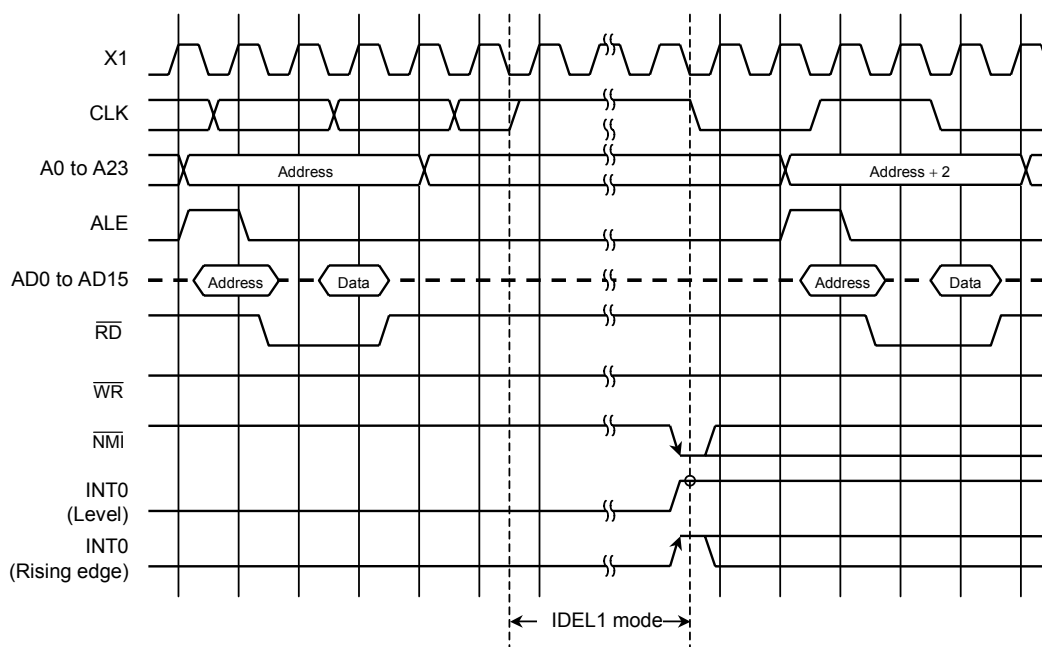 X1
CLK
A0 to A23
Address
Address + 2
ALE
AD0 to AD15
Address
Data
Address
Data
RD
WR
NMI
INT0
(Level)
INT0
(Rising edge)
IDEL1 mode